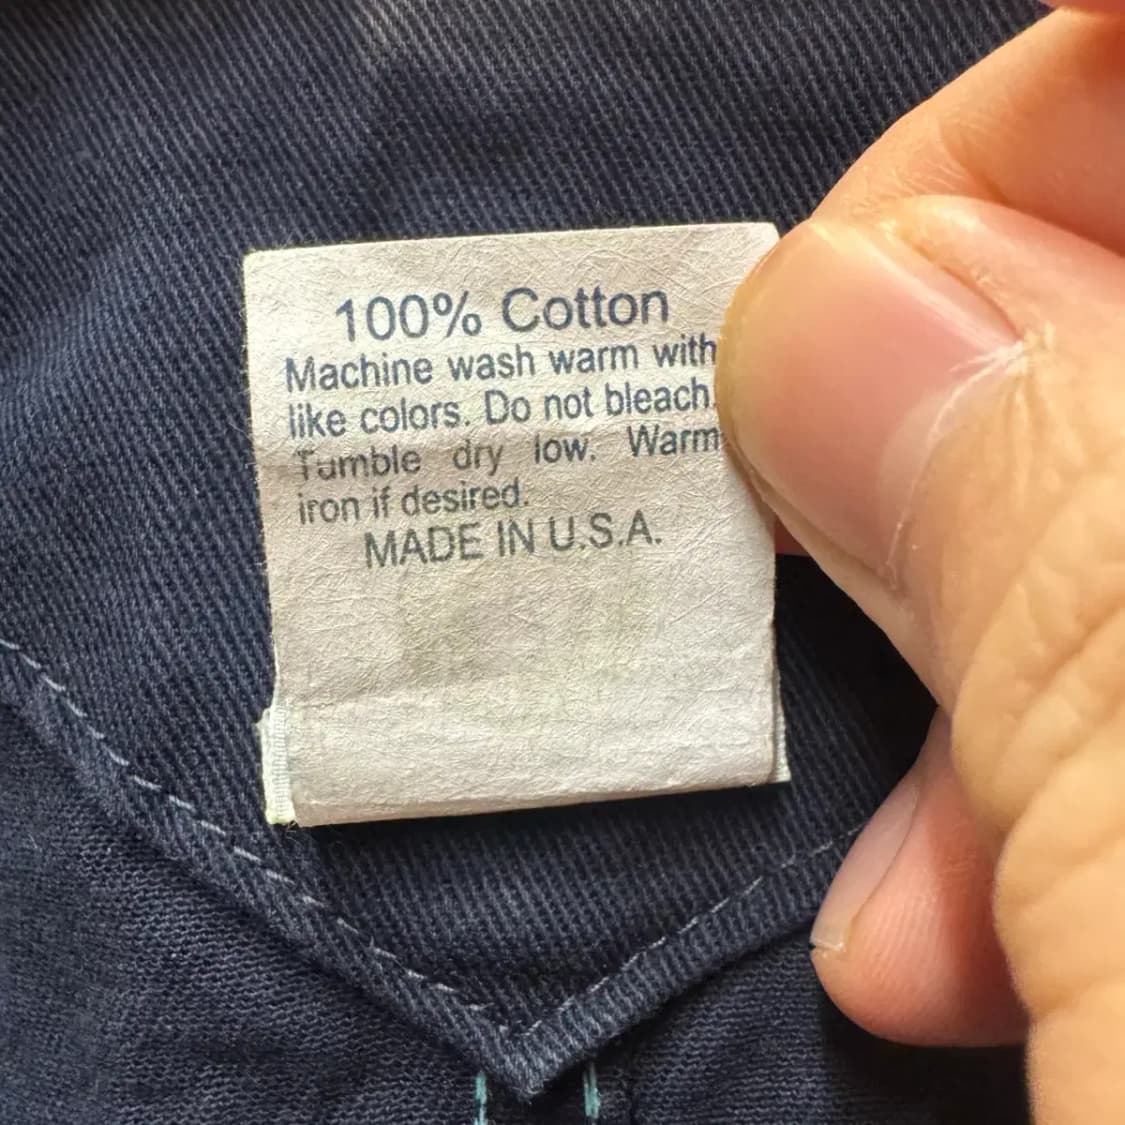 100% Cotton
Machine wash warm with
like colors. Do not bleach.
Tumble dry low. Warm
iron if desired.
MADE IN U.S.A.